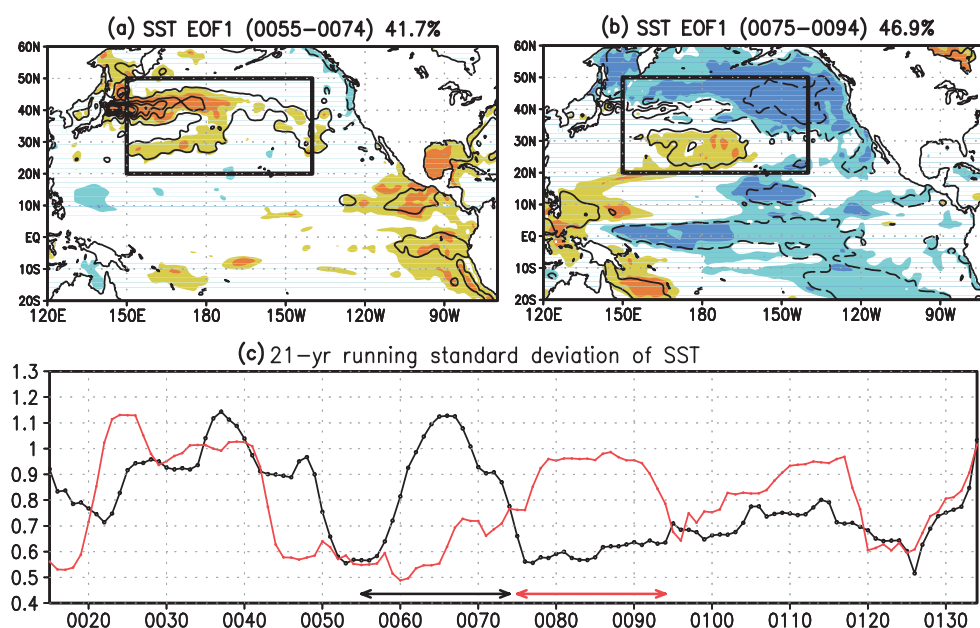 (a) SST EOF1 (0055−0074) 41.7%
(b) SST EOF1 (0075−0094) 46.9%
60N
50N
40N
30N
20N
10N
EQ
10S
20S
120E 150E 180 150W 120W 90W
60N
50N
40N
30N
20N
10N
EQ
10S
20S
120E 150E 180 150W 120W 90W
(c) 21−yr running standard deviation of SST
1.3
1.2
1.1
1
0.9
0.8
0.7
0.6
0.5
0.4
0020 0030 0040 0050 0060 0070 0080 0090 0100 0110 0120 0130